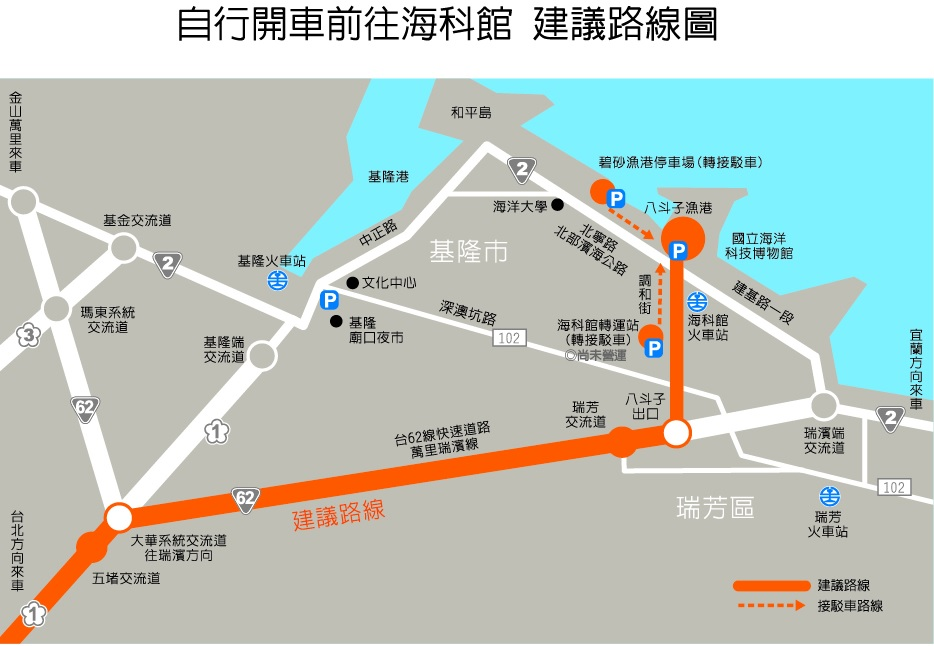 自行開車前往海科館 建議路線圖
金山萬里來車
和平島
基隆港
2
碧砂漁港停車場(轉接駁車)
P
海洋大學
八斗子漁港
P
國立海洋
科技博物館
基金交流道
2
中正路
基隆市
北寧路
北部濱海公路
基隆火車站
文化中心
P
基隆
廟口夜市
深澳坑路
102
調和街
建基路一段
海科館
火車站
海科館轉運站
(轉接駁車)
◎尚未營運
P
瑪東系統
交流道
3
基隆端
交流道
宜蘭方向來車
62
1
瑞芳
交流道
八斗子
出口
2
瑞濱端
交流道
台62線快速道路
萬里瑞濱線
62
建議路線
瑞芳區
102
瑞芳
火車站
台北方向來車
大華系統交流道
往瑞濱方向
五堵交流道
1
建議路線
接駁車路線